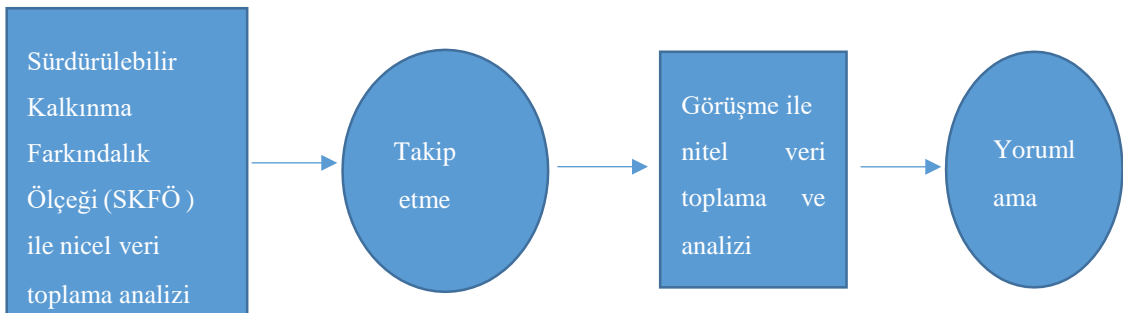 Sürdürülebilir
Kalkınma
Farkındalık
Ölçeği (SKFÖ )
ile nicel veri
toplama analizi
Takip
etme
Görüşme ile
nitel veri
toplama ve
analizi
Yoruml
ama